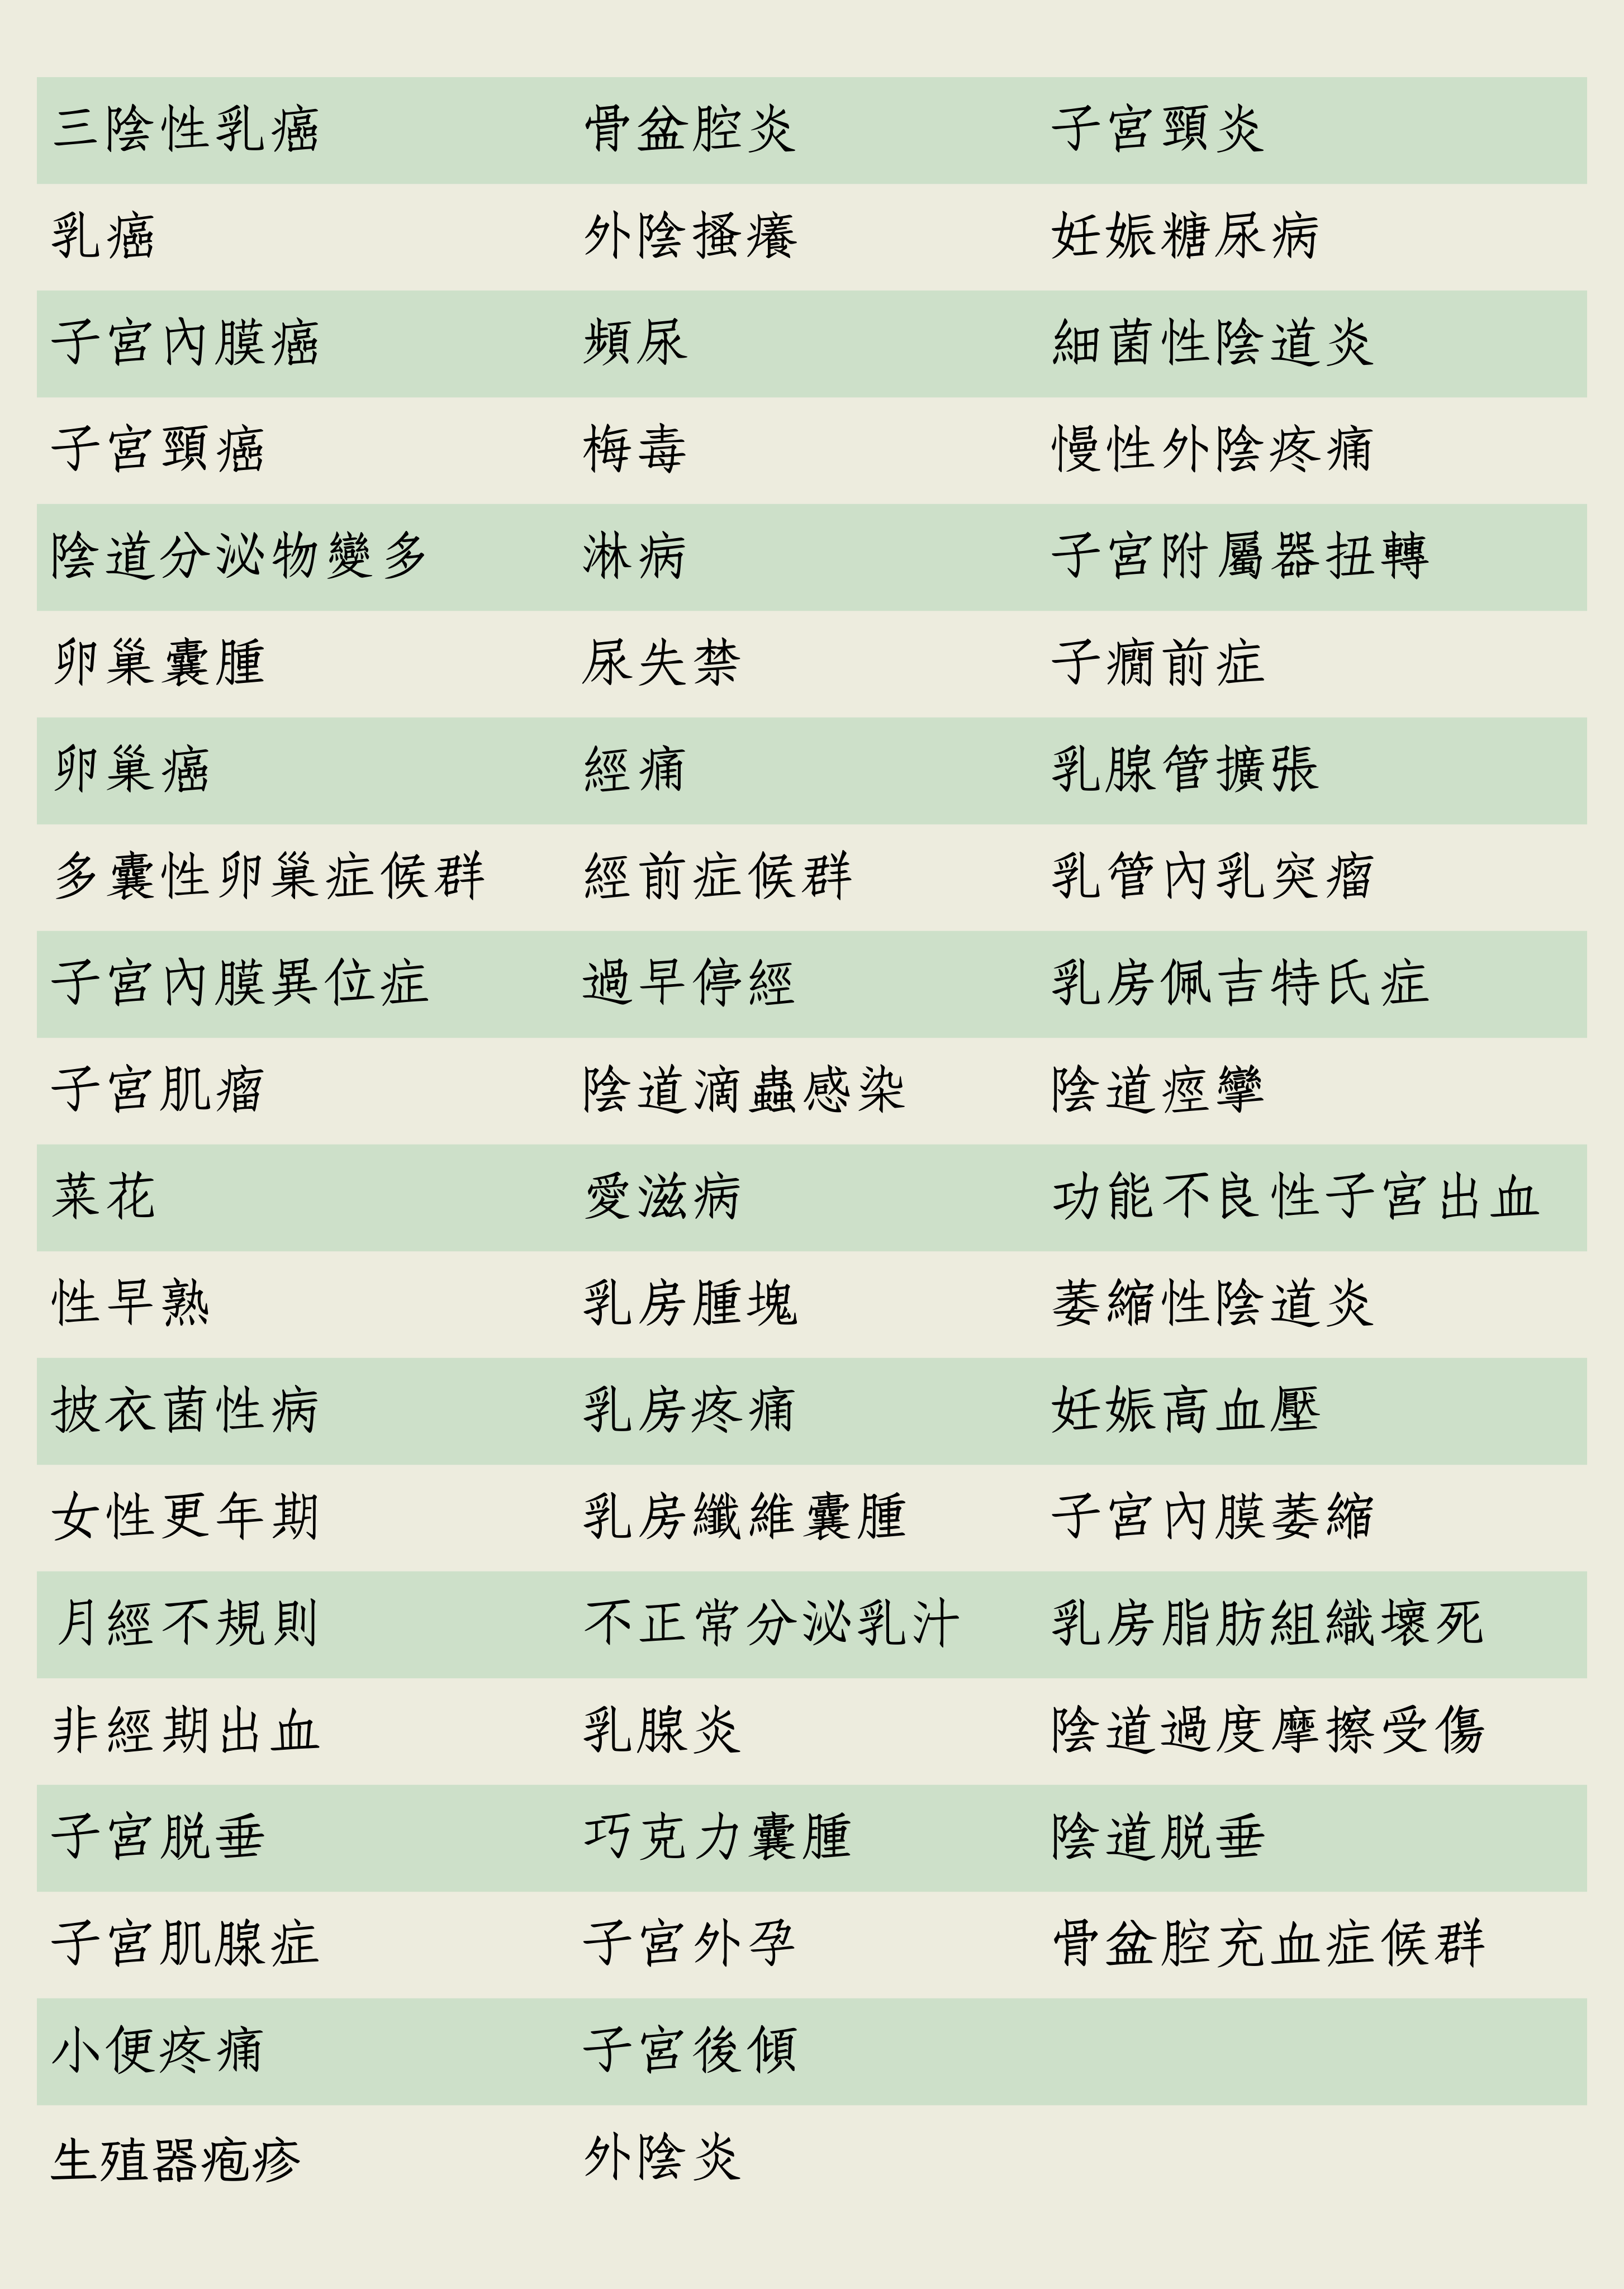 三陰性乳癌 骨盆腔炎 子宮頸炎
乳癌 外陰搔癢 妊娠糖尿病
子宮內膜癌 頻尿 細菌性陰道炎
子宮頸癌 梅毒 慢性外陰疼痛
陰道分泌物變多 淋病 子宮附屬器扭轉
卵巢囊腫 尿失禁 子癇前症
卵巢癌 經痛 乳腺管擴張
多囊性卵巢症候群 經前症候群 乳管內乳突瘤
子宮內膜異位症 過早停經 乳房佩吉特氏症
子宮肌瘤 陰道滴蟲感染 陰道痙攣
菜花 愛滋病 功能不良性子宮出血
性早熟 乳房腫塊 萎縮性陰道炎
披衣菌性病 乳房疼痛 妊娠高血壓
女性更年期 乳房纖維囊腫 子宮內膜萎縮
月經不規則 不正常分泌乳汁 乳房脂肪組織壞死
非經期出血 乳腺炎 陰道過度摩擦受傷
子宮脱垂 巧克力囊腫 陰道脱垂
子宮肌腺症 子宮外孕 骨盆腔充血症候群
小便疼痛 子宮後傾
生殖器疱疹 外陰炎